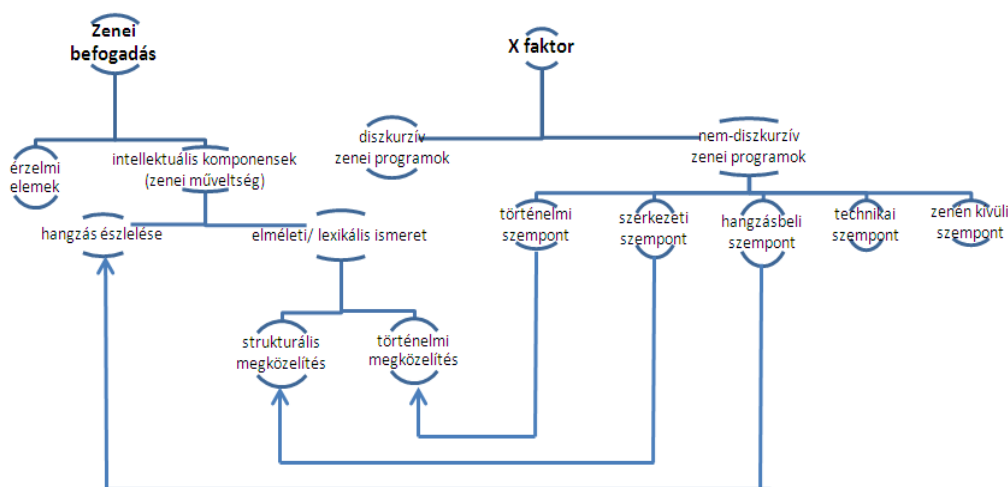 Zenei
befogadás
X faktor
érzelmi
elemek
intellektuális komponensek
(zenei műveltség)
diszkurzív
zenei programok
nem-diszkurzív
zenei programok
hangzás észlelése
elméleti/ lexikális ismeret
történelmi
szempont
szerkezeti
szempont
hangzásbeli
szempont
technikai
szempont
zenén kívüli
szempont
strukturális
megközelítés
történelmi
megközelítés